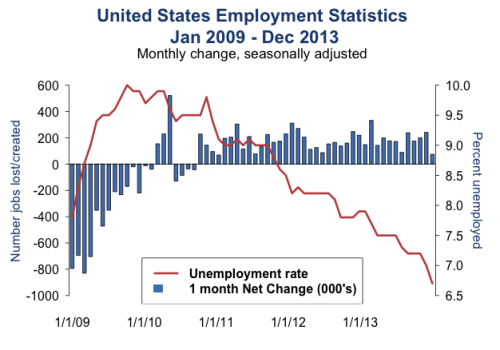 United States Employment Statistics
Jan 2009 - Dec 2013
Monthly change, seasonally adjusted
Number jobs lost/created
600
400
200
0
-200
-400
-600
-800
-1000
10.0
9.5
9.0
8.5
8.0
7.5
7.0
6.5
Percent unemployed
Unemployment rate
1 month Net Change (000's)
1/1/09 1/1/10 1/1/11 1/1/12 1/1/13